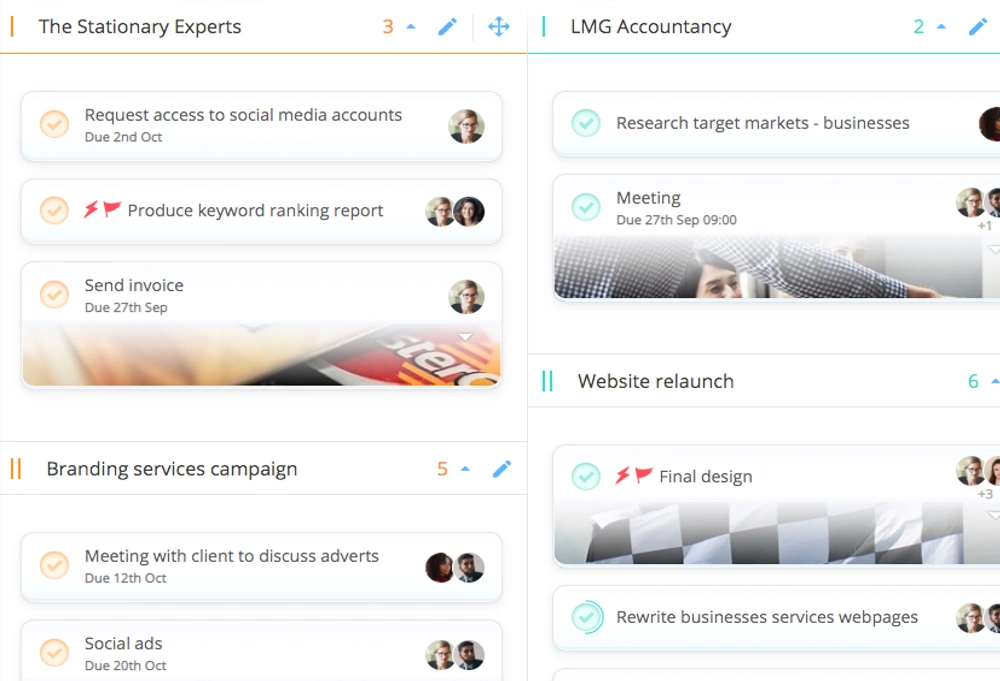 The Stationary Experts 3
Request access to social media accounts
Due 2nd Oct
Produce keyword ranking report
Send invoice
Due 27th Sep
Branding services campaign 5
Meeting with client to discuss adverts
Due 12th Oct
Social ads
Due 20th Oct
LMG Accountancy 2
Research target markets - businesses
Meeting
Due 27th Sep 09:00
+1
Website relaunch 6
Final design
+3
Rewrite businesses services webpages